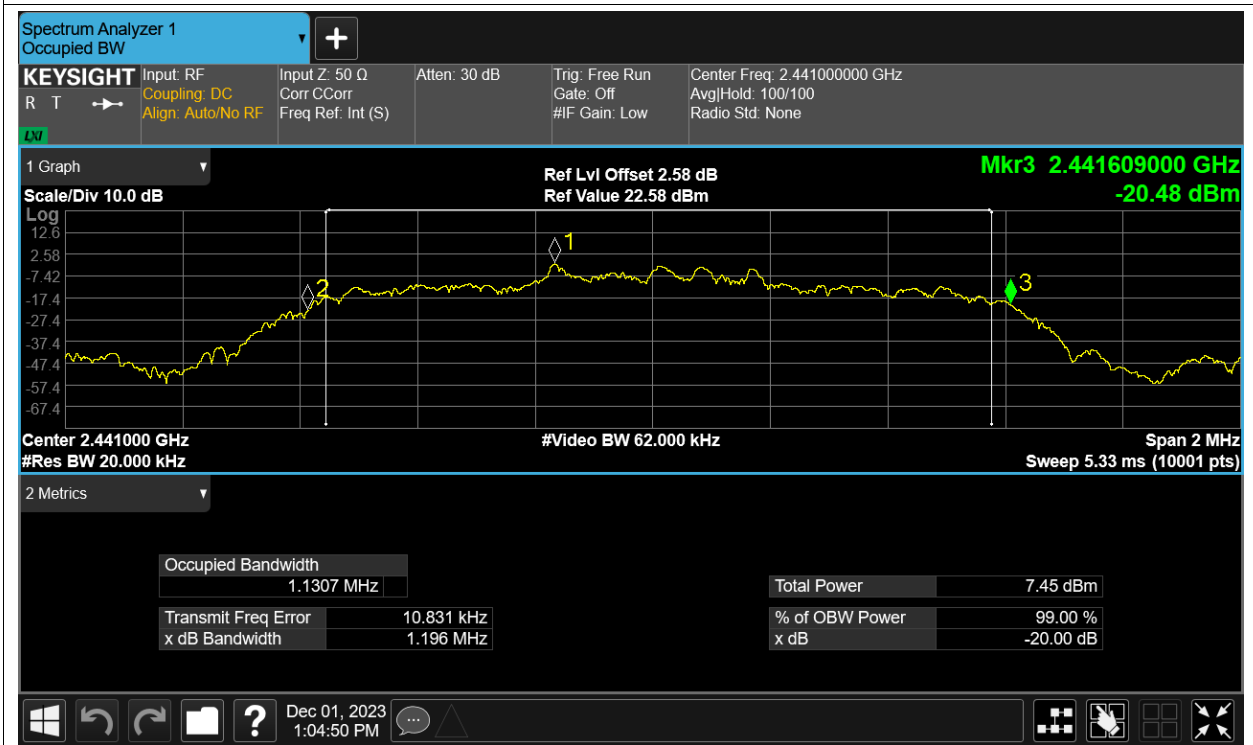 Spectrum Analyzer 1
Occupied BW
KEYSIGHT
R T
LXI
Input: RF
Coupling: DC
Align: Auto/No RF
Input Z: 50 Ω
Corr CCorr
Freq Ref: Int (S)
Atten: 30 dB
Trig: Free Run
Gate: Off
#IF Gain: Low
Center Freq: 2.441000000 GHz
Avg|Hold: 100/100
Radio Std: None
1 Graph
Scale/Div 10.0 dB
Ref Lvl Offset 2.58 dB
Ref Value 22.58 dBm
Mkr3 2.441609000 GHz
-20.48 dBm
Log
12.6
2.58
-7.42
-17.4
-27.4
-37.4
-47.4
-57.4
-67.4
1
2
3
Center 2.441000 GHz
#Video BW 62.000 kHz
Span 2 MHz
#Res BW 20.000 kHz
Sweep 5.33 ms (10001 pts)
2 Metrics
Occupied Bandwidth
1.1307 MHz
Total Power 7.45 dBm
Transmit Freq Error 10.831 kHz
% of OBW Power 99.00 %
x dB Bandwidth 1.196 MHz
x dB -20.00 dB
Dec 01, 2023
1:04:50 PM